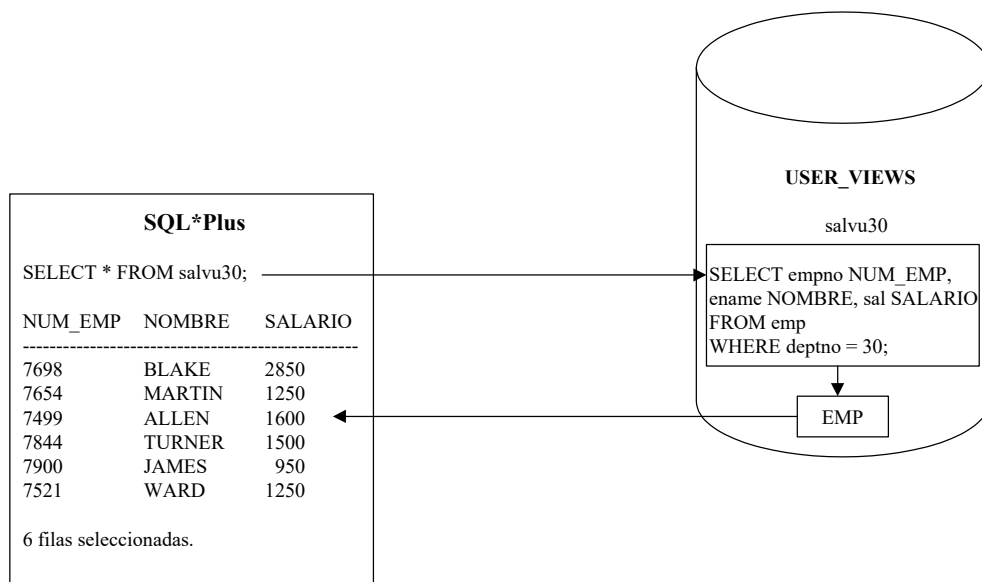 SQL*Plus
SELECT * FROM salvu30;
NUM_EMP NOMBRE SALARIO
--------------------------------------------------
7698 BLAKE 2850
7654 MARTIN 1250
7499 ALLEN 1600
7844 TURNER 1500
7900 JAMES 950
7521 WARD 1250
6 filas seleccionadas.
USER_VIEWS
salvu30
SELECT empno NUM_EMP,
ename NOMBRE, sal SALARIO
FROM emp
WHERE deptno = 30;
EMP